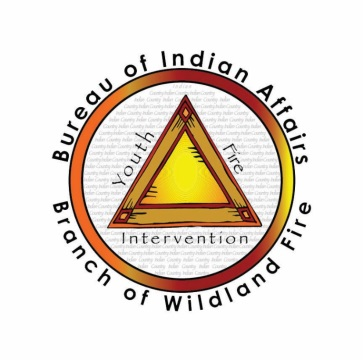 Bureau of Indian Affairs
Youth
Fire
Intervention
Branch of Wildland Fire